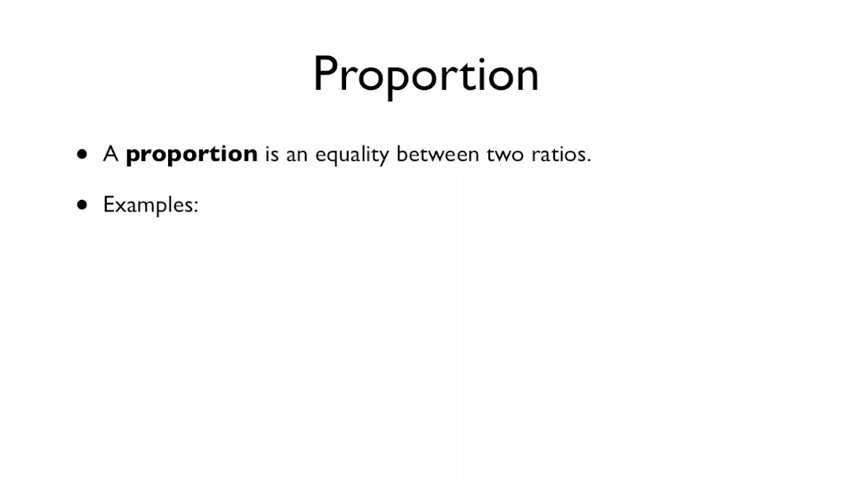 Proportion
• A proportion is an equality between two ratios.
• Examples: